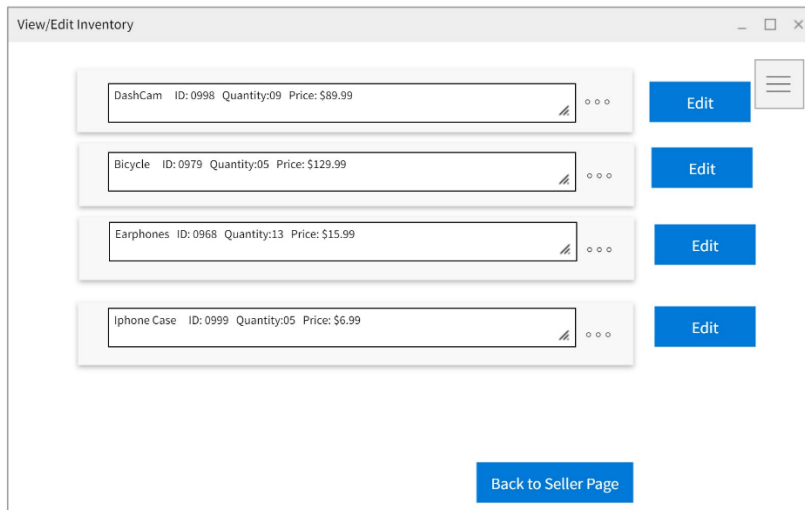 View/Edit Inventory
DashCam ID: 0998 Quantity:09 Price: $89.99
Edit
Bicycle ID: 0979 Quantity:05 Price: $129.99
Edit
Earphones ID: 0968 Quantity:13 Price: $15.99
Edit
Iphone Case ID: 0999 Quantity:05 Price: $6.99
Edit
Back to Seller Page